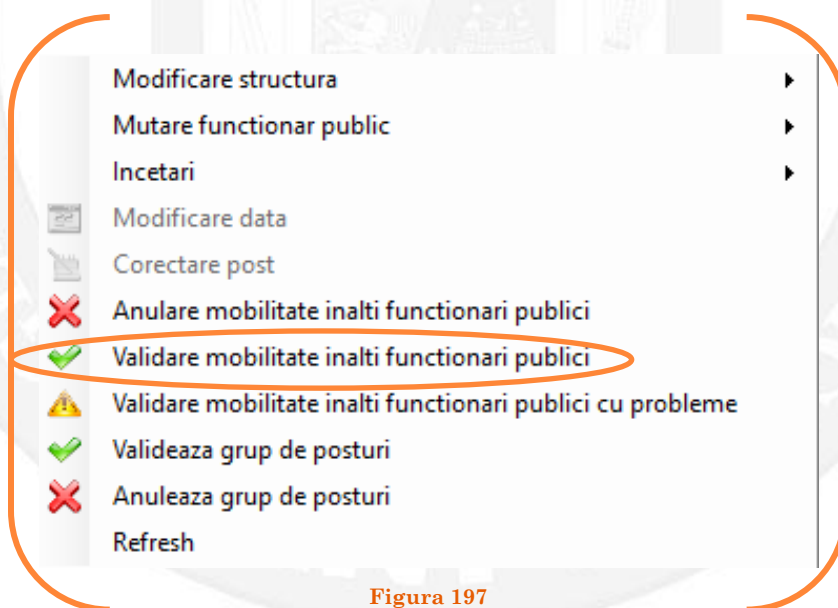 Modificare structura
Mutare functionar public
Incetari
Modificare data
Corectare post
Anulare mobilitate inalti functionari publici
Validare mobilitate inalti functionari publici
Validare mobilitate inalti functionari publici cu probleme
Valideaza grup de posturi
Anuleaza grup de posturi
Refresh
Figura 197